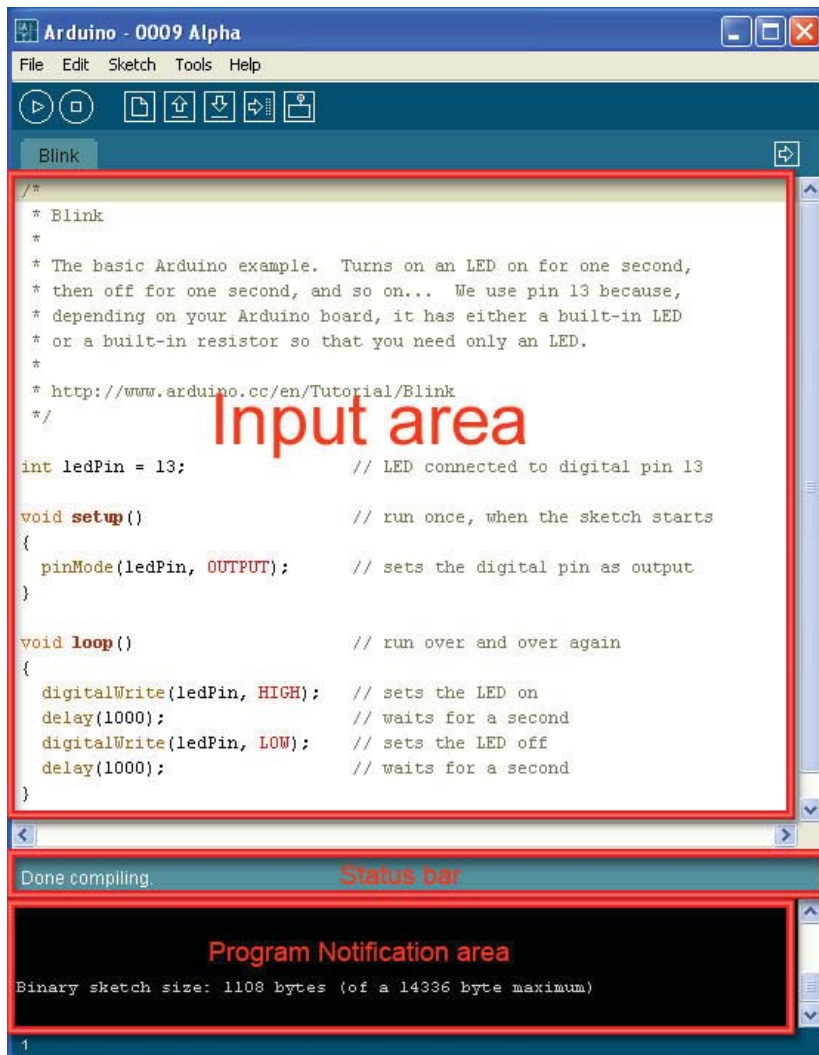 Arduino - 0009 Alpha
File Edit Sketch Tools Help
Blink
/*
 * Blink
 *
 * The basic Arduino example.  Turns on an LED on for one second,
 * then off for one second, and so on...  We use pin 13 because,
 * depending on your Arduino board, it has either a built-in LED
 * or a built-in resistor so that you need only an LED.
 *
 * http://www.arduino.cc/en/Tutorial/Blink
 */
Input area
int ledPin = 13;                // LED connected to digital pin 13
void setup()                    // run once, when the sketch starts
{
  pinMode(ledPin, OUTPUT);      // sets the digital pin as output
}
void loop()                     // run over and over again
{
  digitalWrite(ledPin, HIGH);   // sets the LED on
  delay(1000);                  // waits for a second
  digitalWrite(ledPin, LOW);    // sets the LED off
  delay(1000);                  // waits for a second
}
Done compiling. Status bar
Program Notification area
Binary sketch size: 1108 bytes (of a 14336 byte maximum)
1